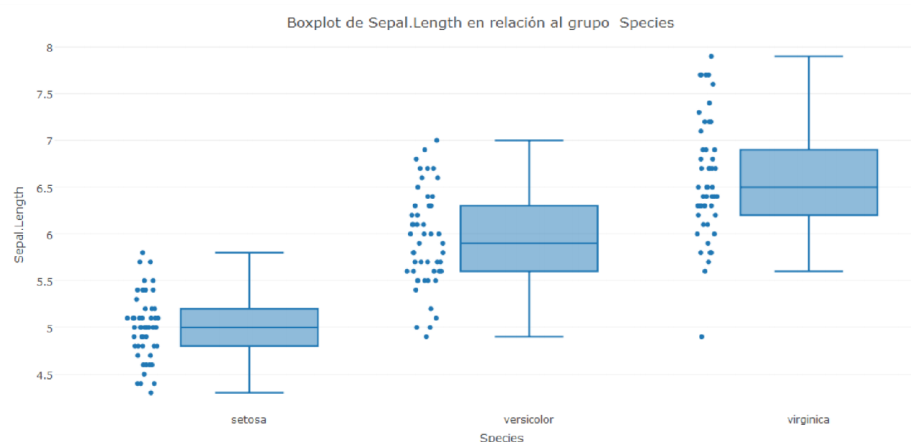 Boxplot de Sepal.Length en relación al grupo  Species
8
7.5
7
6.5
6
5.5
5
4.5
Sepal.Length
setosa
versicolor
virginica
Species